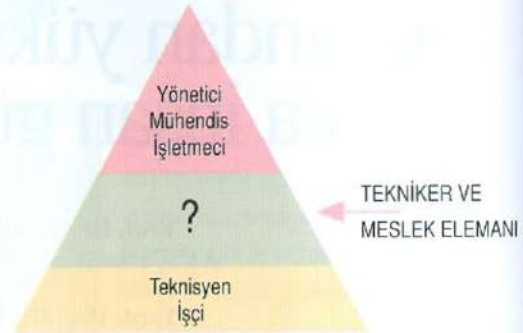 Yönetici
Mühendis
İşletmeci
?
TEKNİKER VE
MESLEK ELEMANI
Teknisyen
İşçi